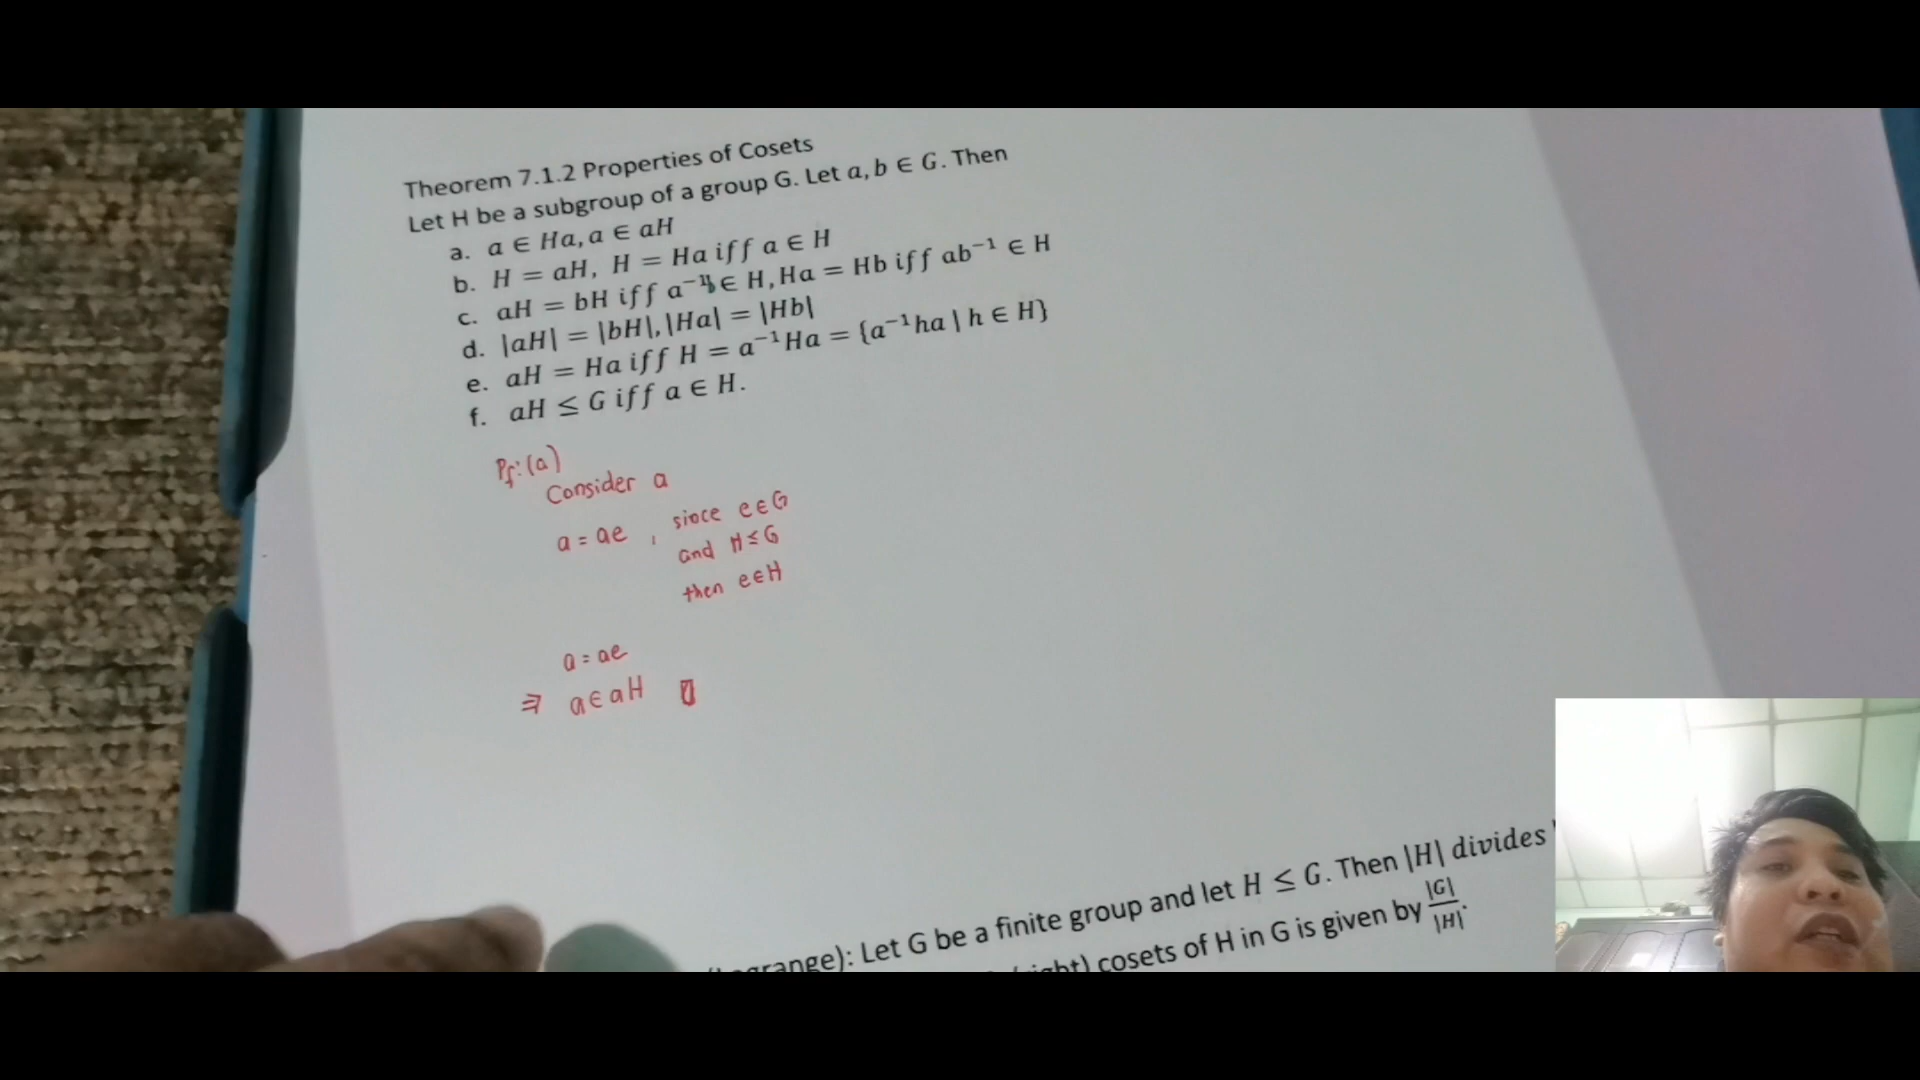 Theorem 7.1.2 Properties of Cosets
Let H be a subgroup of a group G. Let a, b ∈ G. Then
a. a ∈ Ha, a ∈ aH
b. H = aH, H = Ha iff a ∈ H
c. aH = bH iff a⁻¹b ∈ H, Ha = Hb iff ab⁻¹ ∈ H
d. |aH| = |bH|, |Ha| = |Hb|
e. aH = Ha iff H = a⁻¹Ha = {a⁻¹ha | h ∈ H}
f. aH ≤ G iff a ∈ H.
Pf: (a)
Consider a
a = ae , since e∈G
and H≤G
then e∈H
a = ae
⇒ a∈aH
range): Let G be a finite group and let H ≤ G. Then |H| divides
cosets of H in G is given by |G|/|H|.